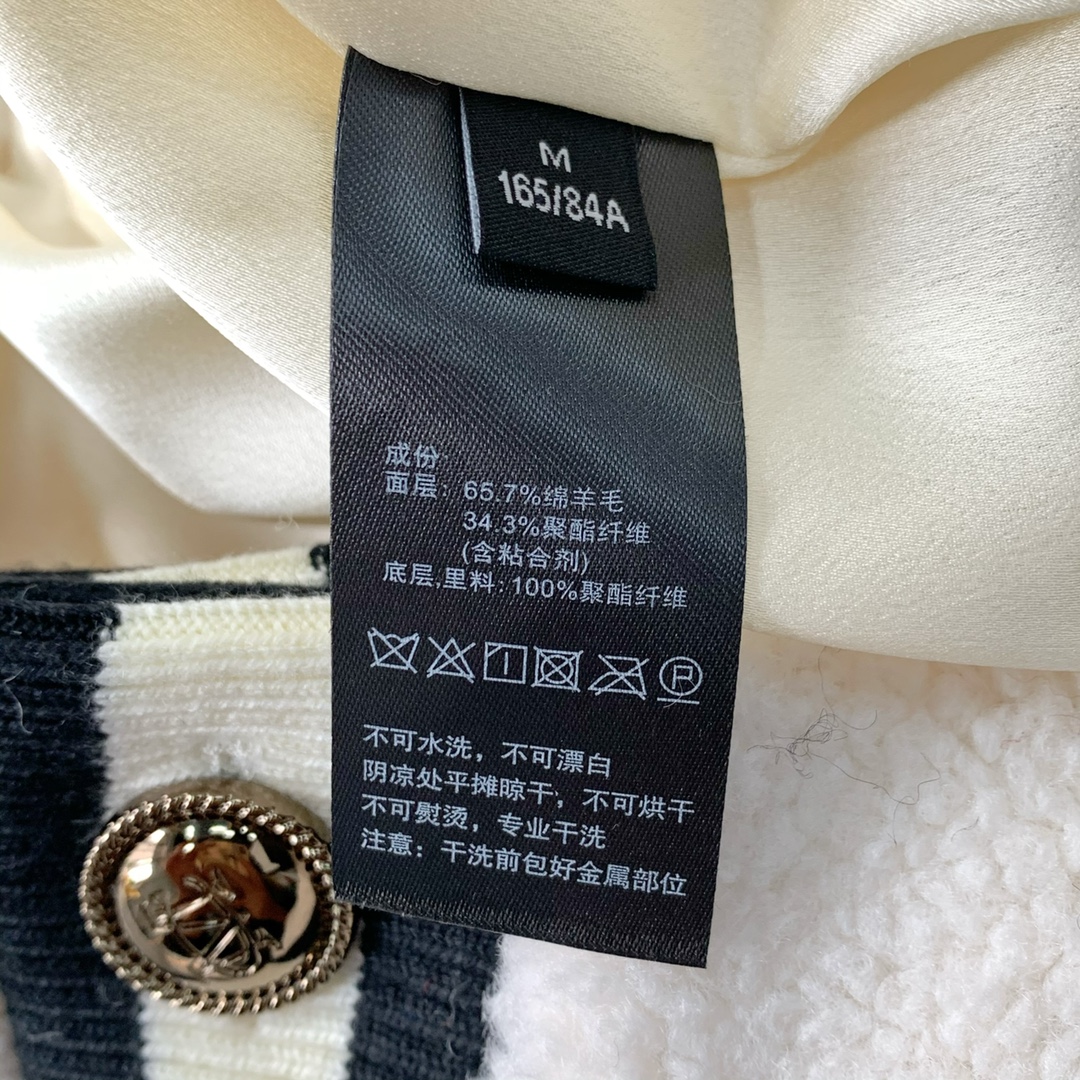 M
165/84A
成份
面层: 65.7%绵羊毛
34.3%聚酯纤维
(含粘合剂)
底层,里料: 100%聚酯纤维
不可水洗，不可漂白
阴凉处平摊晾干，不可烘干
不可熨烫，专业干洗
注意：干洗前包好金属部位